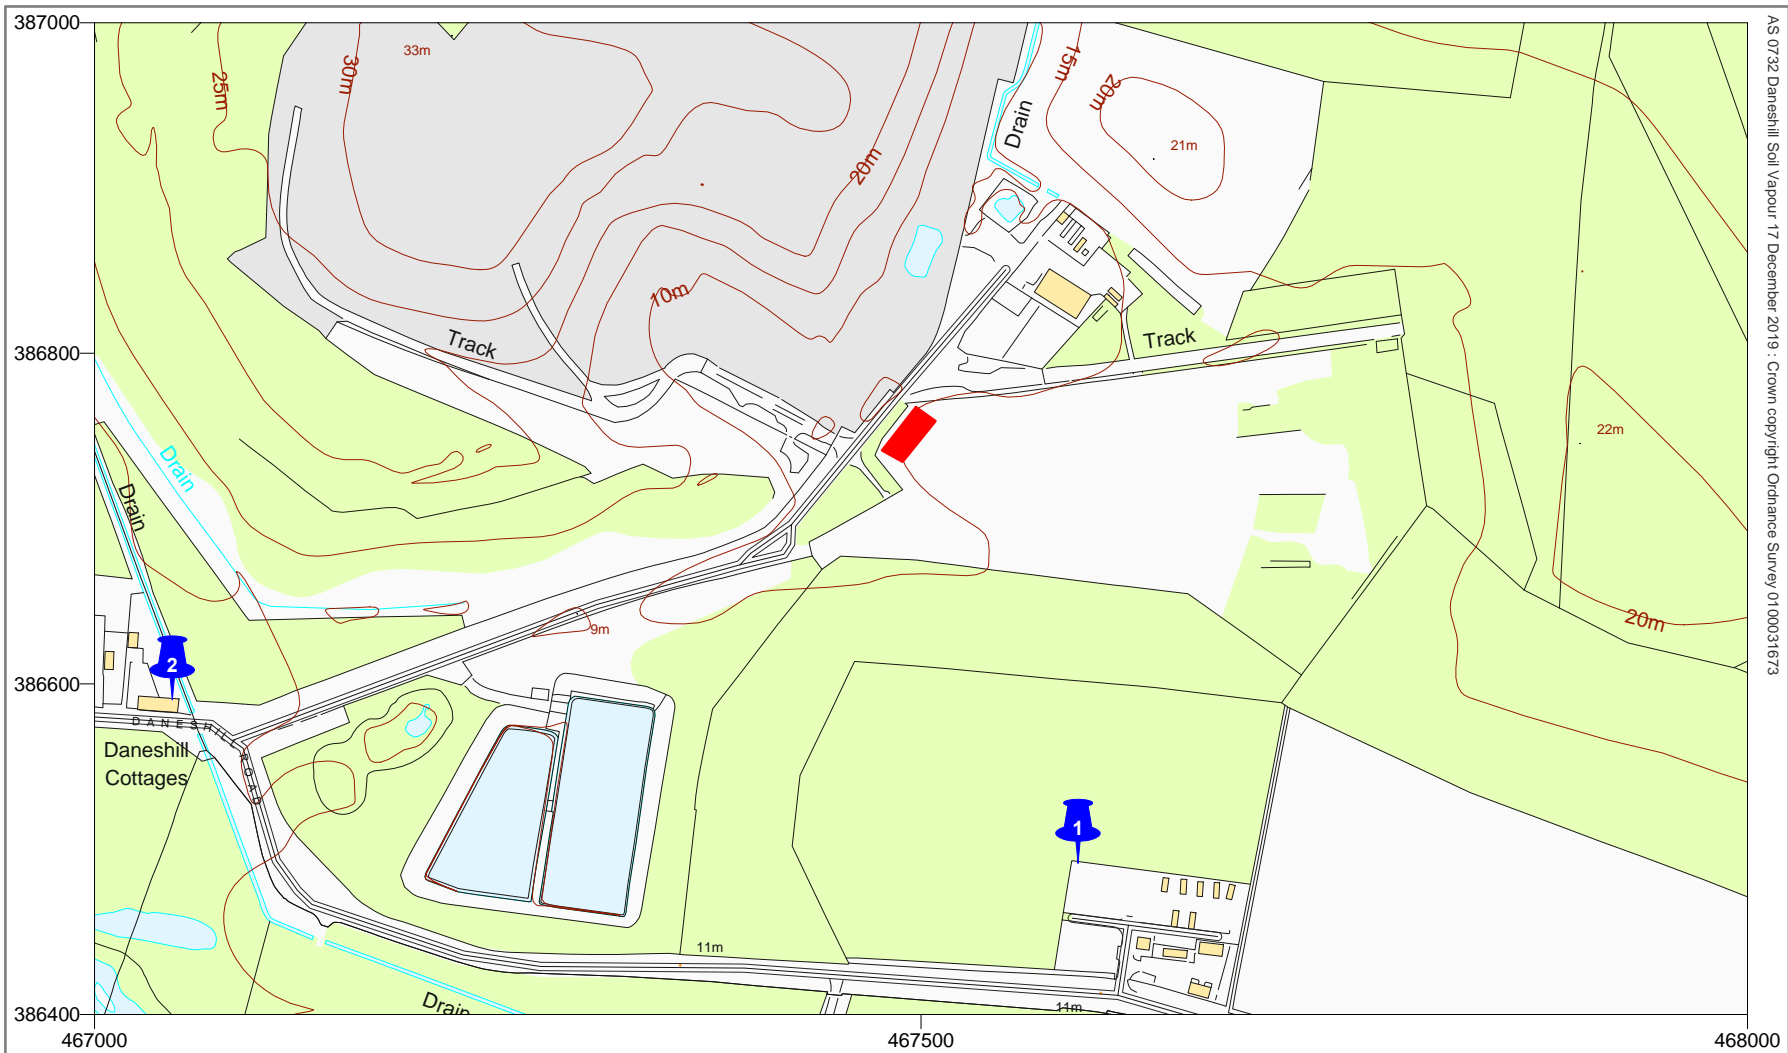 387000
33m
30m
25m
15m
20m
Drain
21m
20m
10m
Track
Track
386800
Drain
Drain
22m
20m
9m
2
386600
DANESHILL ROAD
Daneshill
Cottages
1
11m
11m
Drain
386400
467000
467500
468000
AS 0732 Daneshill Soil Vapour 17 December 2019 : Crown copyright Ordnance Survey 0100031673